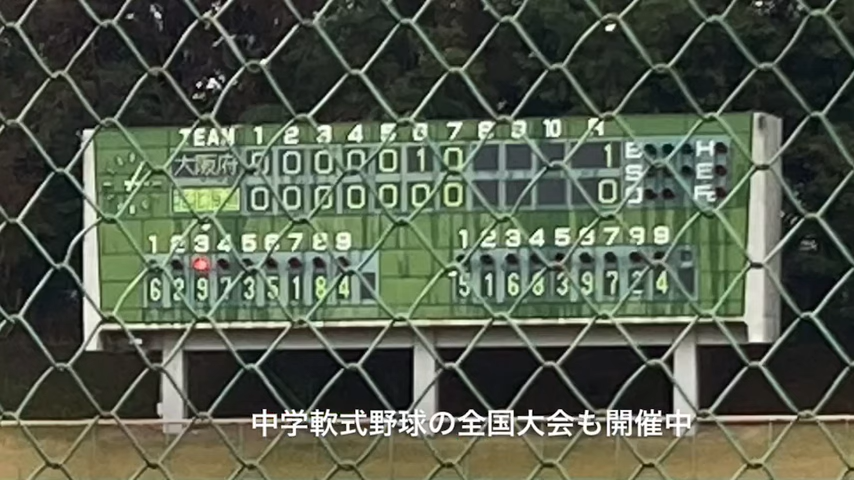 TEAM 1 2 3 4 5 6 7 8 9 10 R
大阪府 0 0 0 0 0 1 0 1
0 0 0 0 0 0 0 0
B H
S E
O F
1 2 3 4 5 6 7 8 9
1 2 3 4 5 6 7 8 9
6 2 9 7 3 5 1 8 4
5 1 6 8 3 9 7 2 4
中学軟式野球の全国大会も開催中